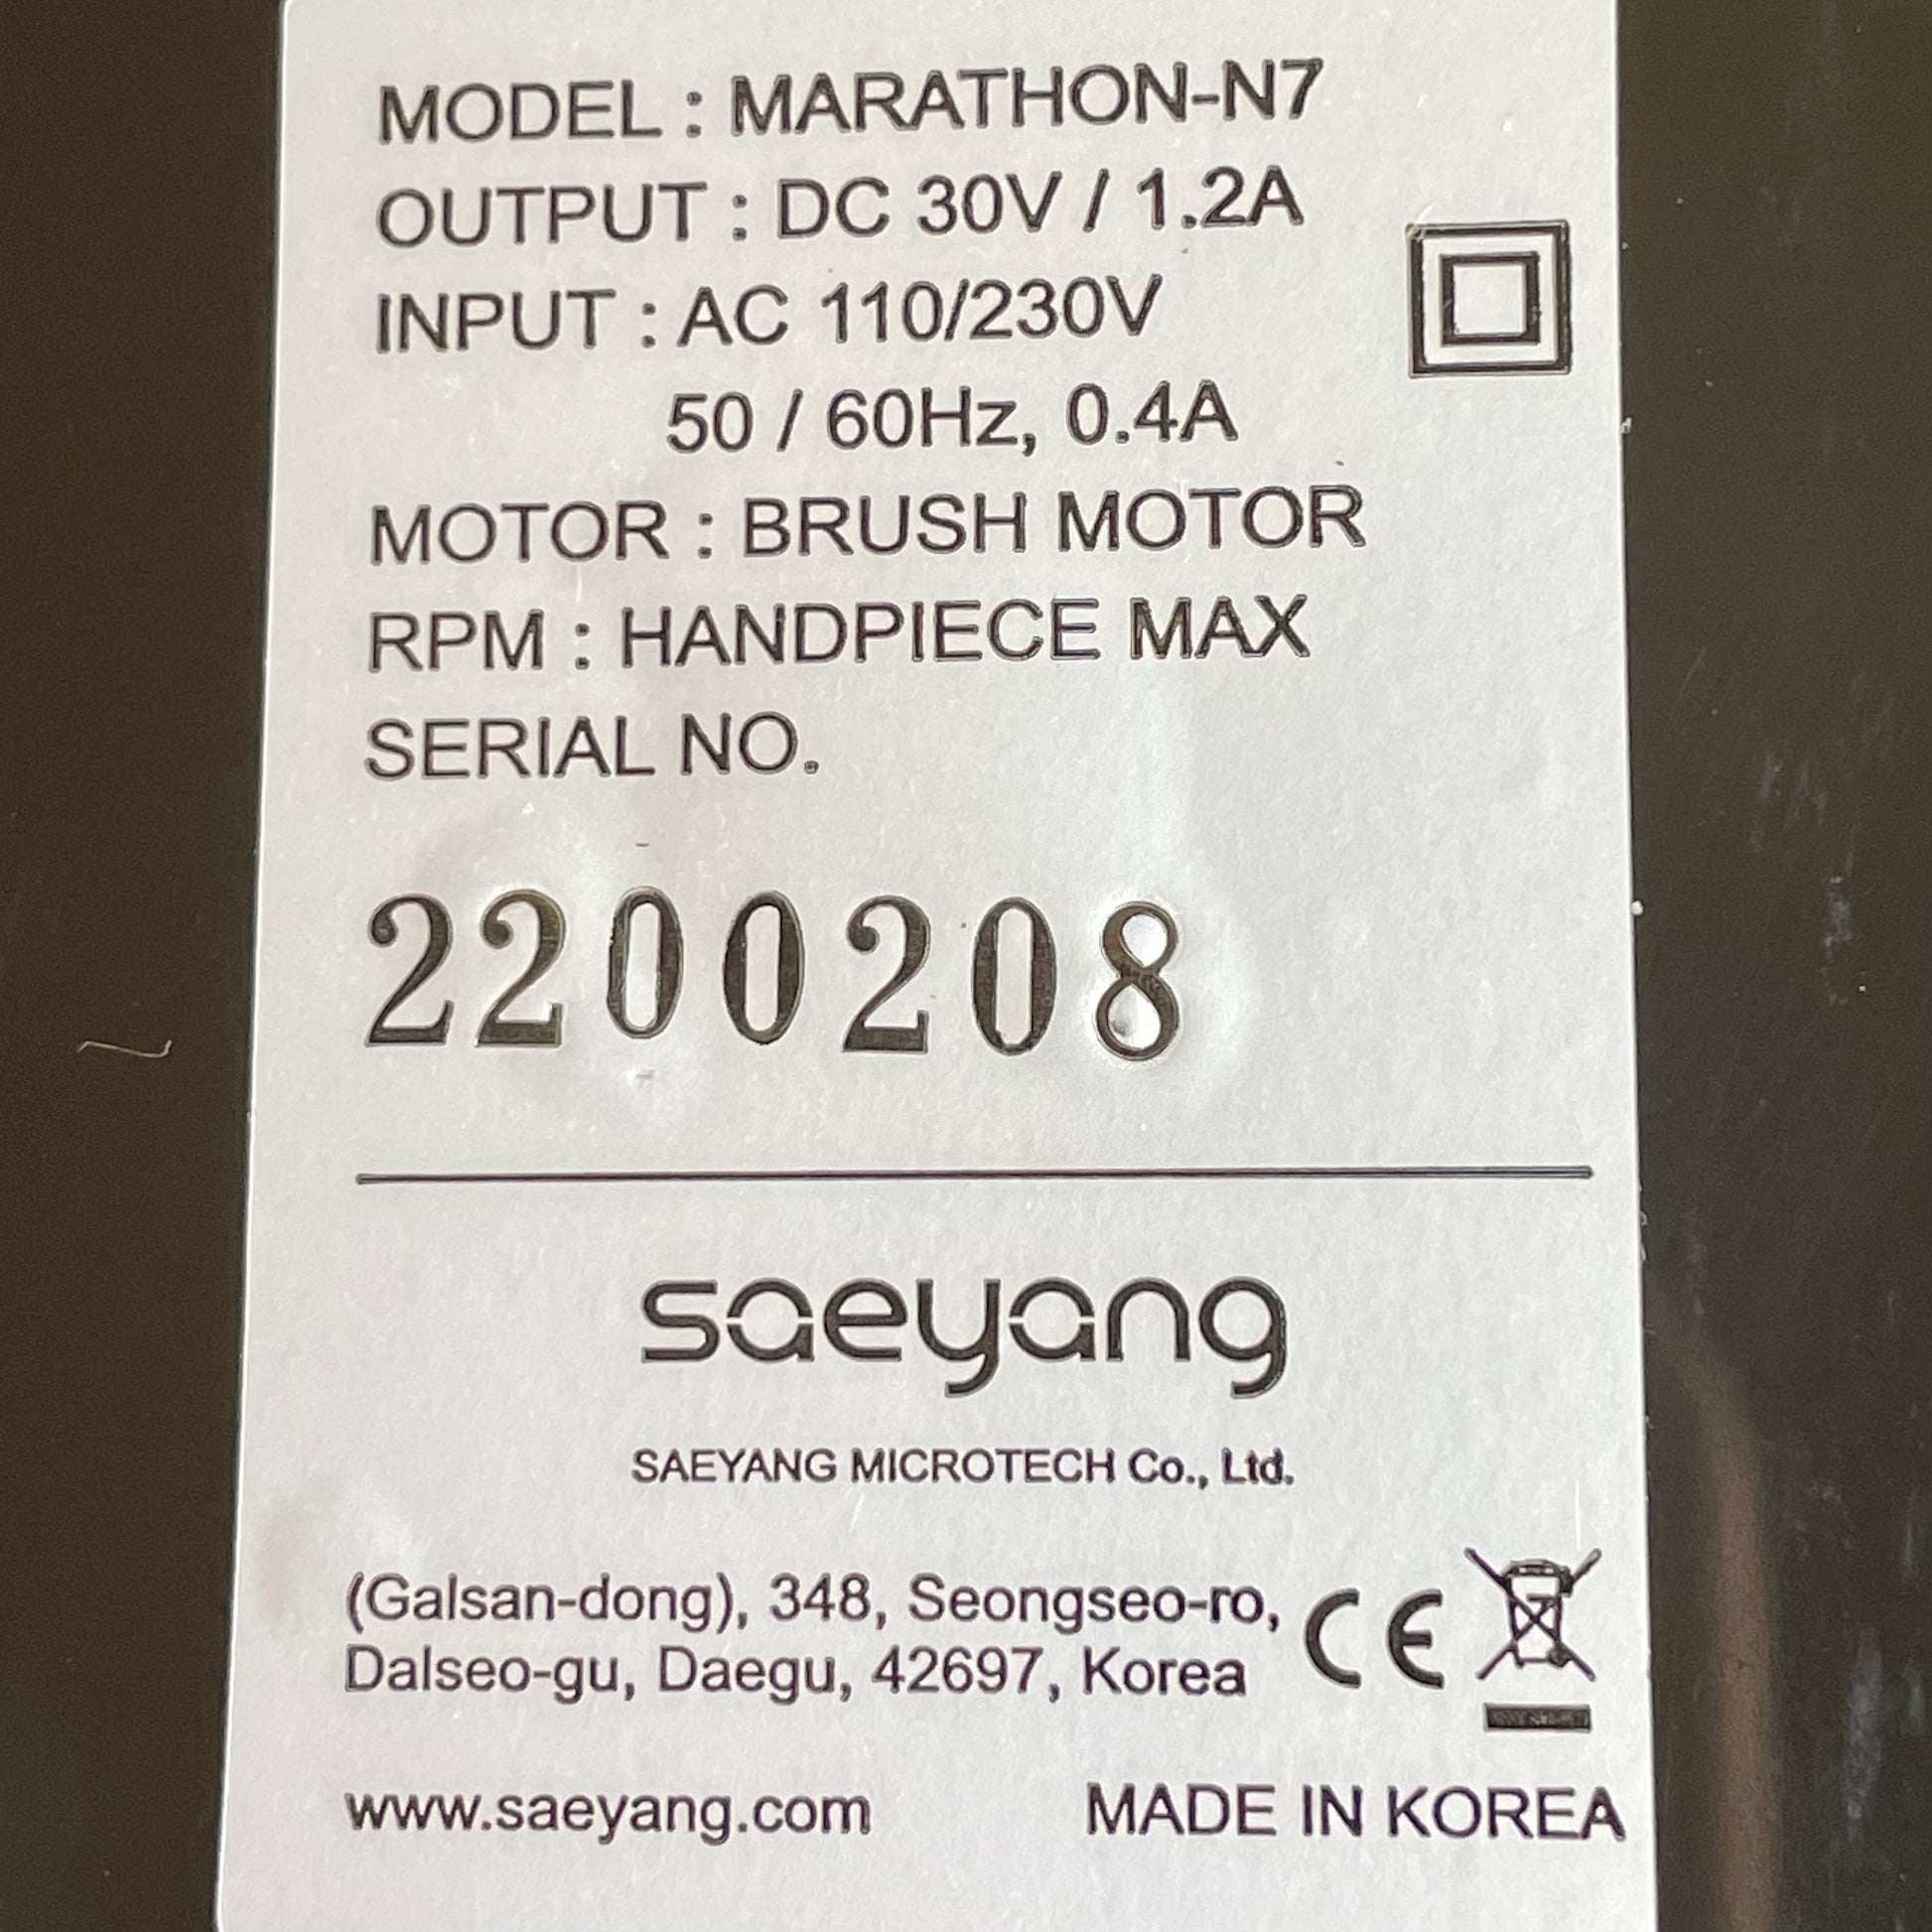 MODEL : MARATHON-N7
OUTPUT : DC 30V / 1.2A
INPUT : AC 110/230V
50 / 60Hz, 0.4A
MOTOR : BRUSH MOTOR
RPM : HANDPIECE MAX
SERIAL NO.
2200208
saeyang
SAEYANG MICROTECH Co., Ltd.
(Galsan-dong), 348, Seongseo-ro,
Dalseo-gu, Daegu, 42697, Korea
CE
www.saeyang.com MADE IN KOREA